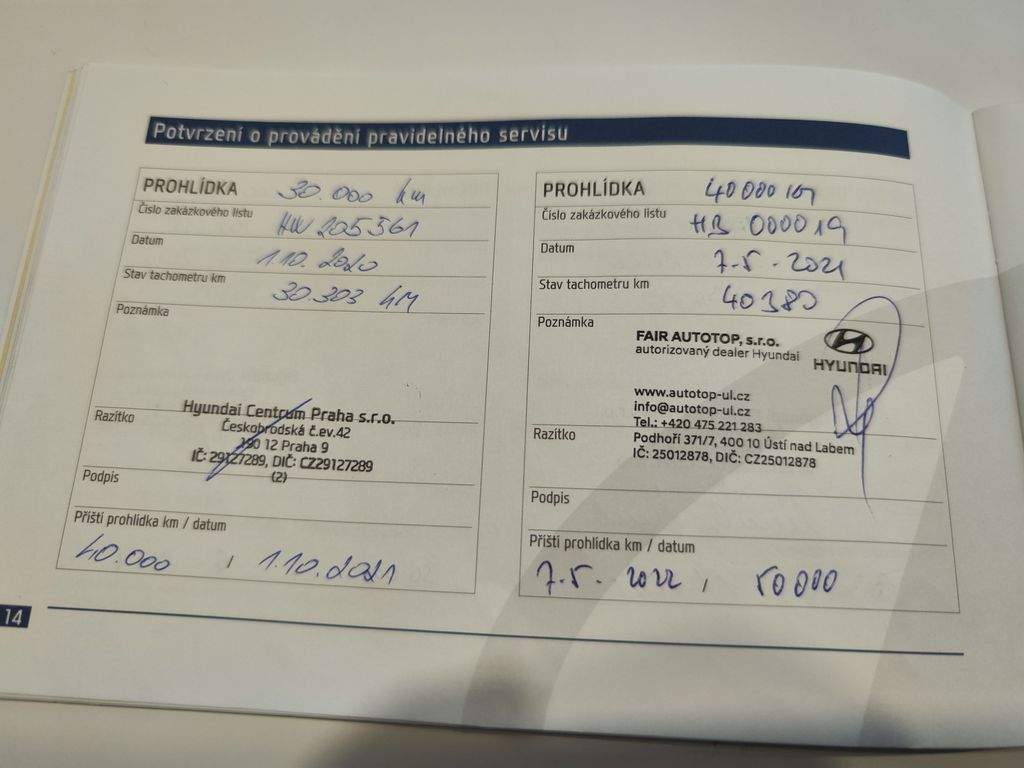 Potvrzení o provádění pravidelného servisu
PROHLÍDKA 30.000 km
Číslo zakázkového listu HW205561
Datum 1.10.2020
Stav tachometru km 30.303 KM
Poznámka
Razítko
Hyundai Centrum Praha s.r.o.
Českobrodská č.ev.42
190 12 Praha 9
IČ: 29127289, DIČ: CZ29127289
(2)
Podpis
Příští prohlídka km / datum
40.000 , 1.10.2021
PROHLÍDKA 40000
Číslo zakázkového listu HB 000019
Datum 7.5.2021
Stav tachometru km 40380
Poznámka
FAIR AUTOTOP, s.r.o.
autorizovaný dealer Hyundai
HYUNDAI
www.autotop-ul.cz
info@autotop-ul.cz
Tel.: +420 475 221 283
Razítko
Podhoří 371/7, 400 10 Ústí nad Labem
IČ: 25012878, DIČ: CZ25012878
Podpis
Příští prohlídka km / datum
7.5. 2022 , 50000
14